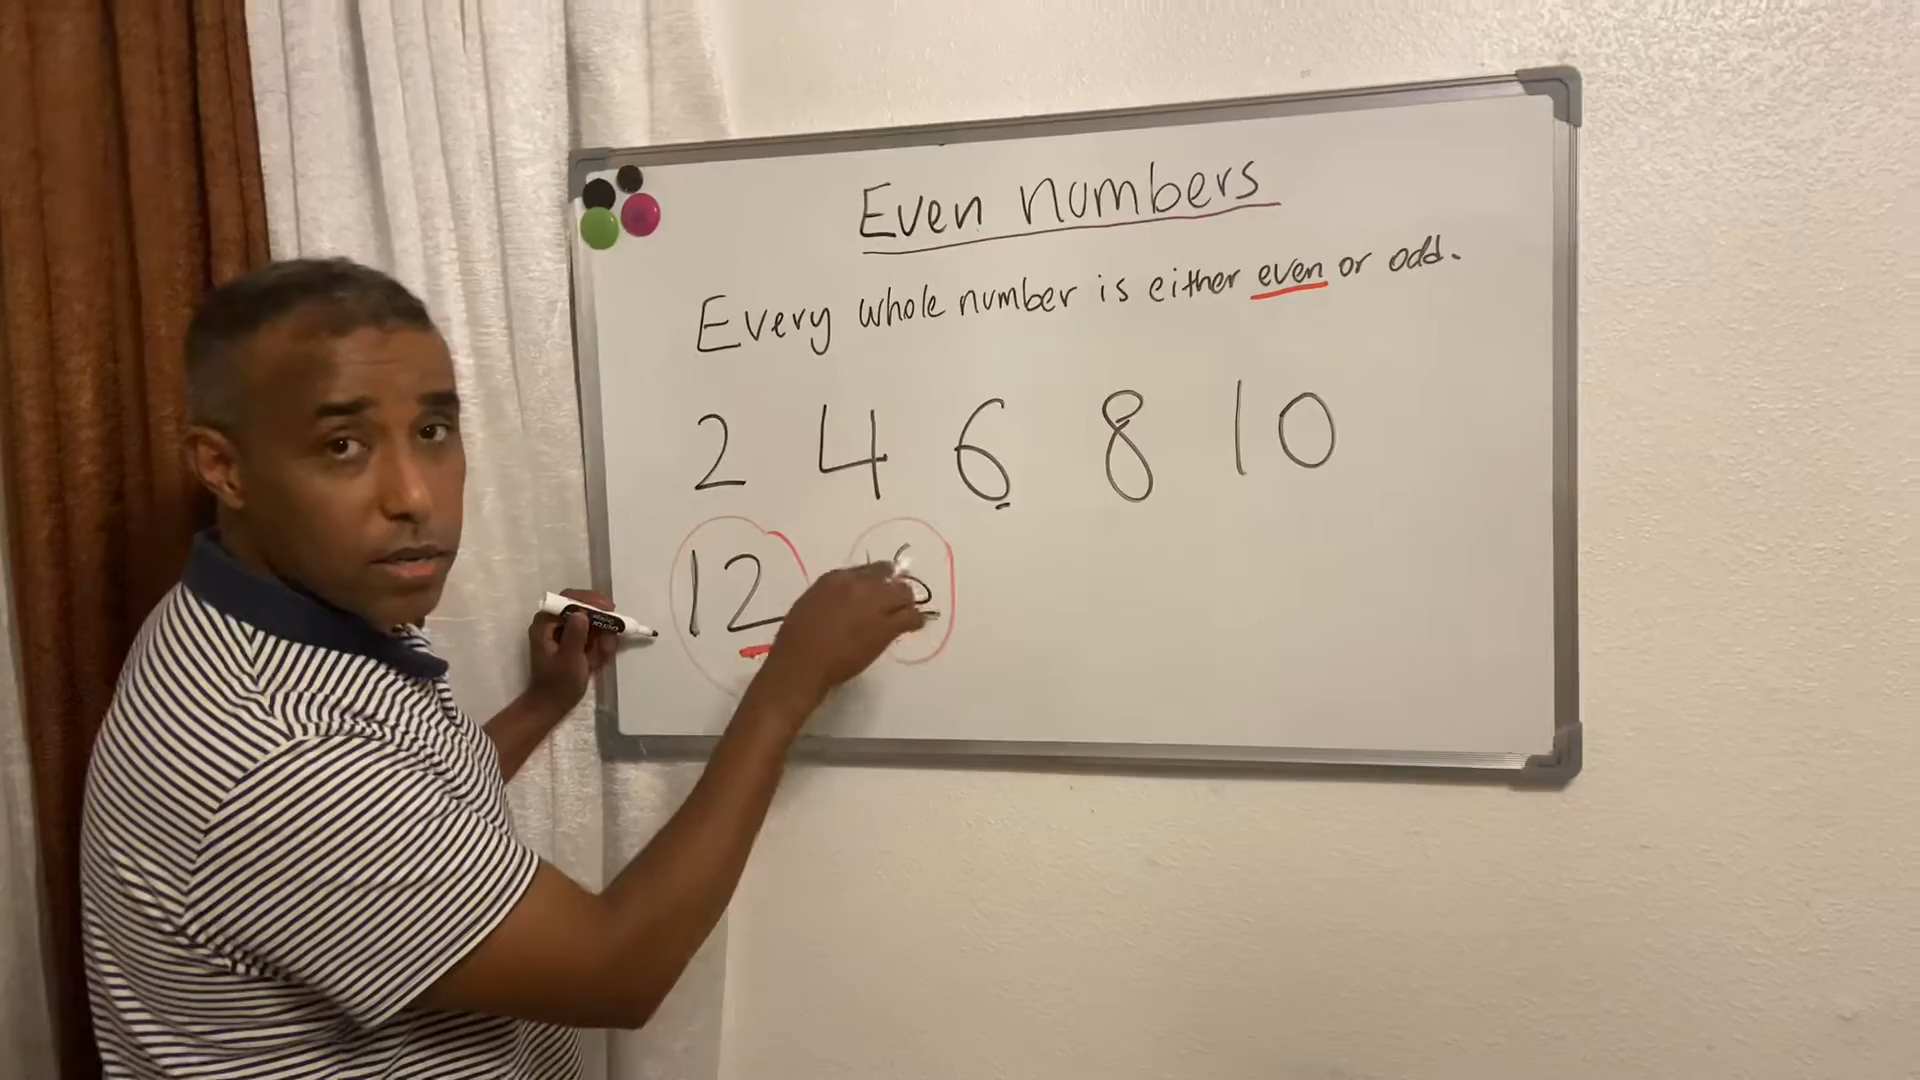 Even numbers
Every whole number is either even or odd.
2 4 6 8 10
12